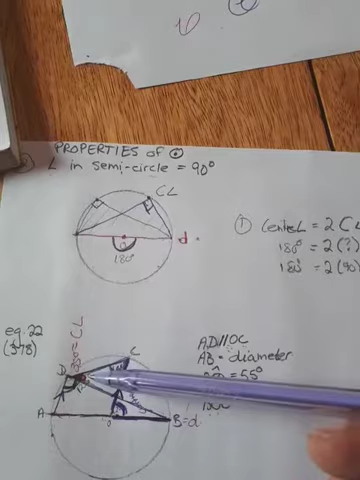 PROPERTIES of ⊙
∠ in semi-circle = 90°
C∠
d
180°
① Center∠ = 2 C∠
180° = 2(?)
180° = 2(90
eg. 22
(378)
= C∠
AD//OC
AB = diameter
= 55°
D
C
A
B=d